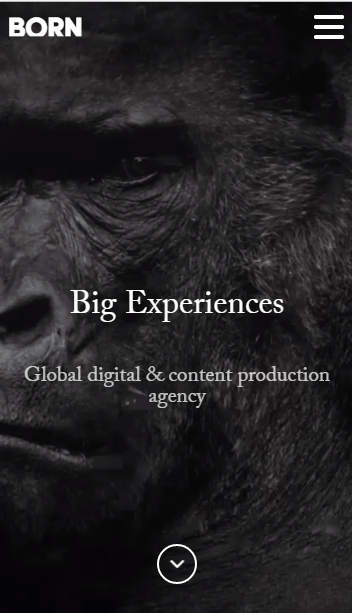 BORN
Big Experiences
Global digital & content production
agency